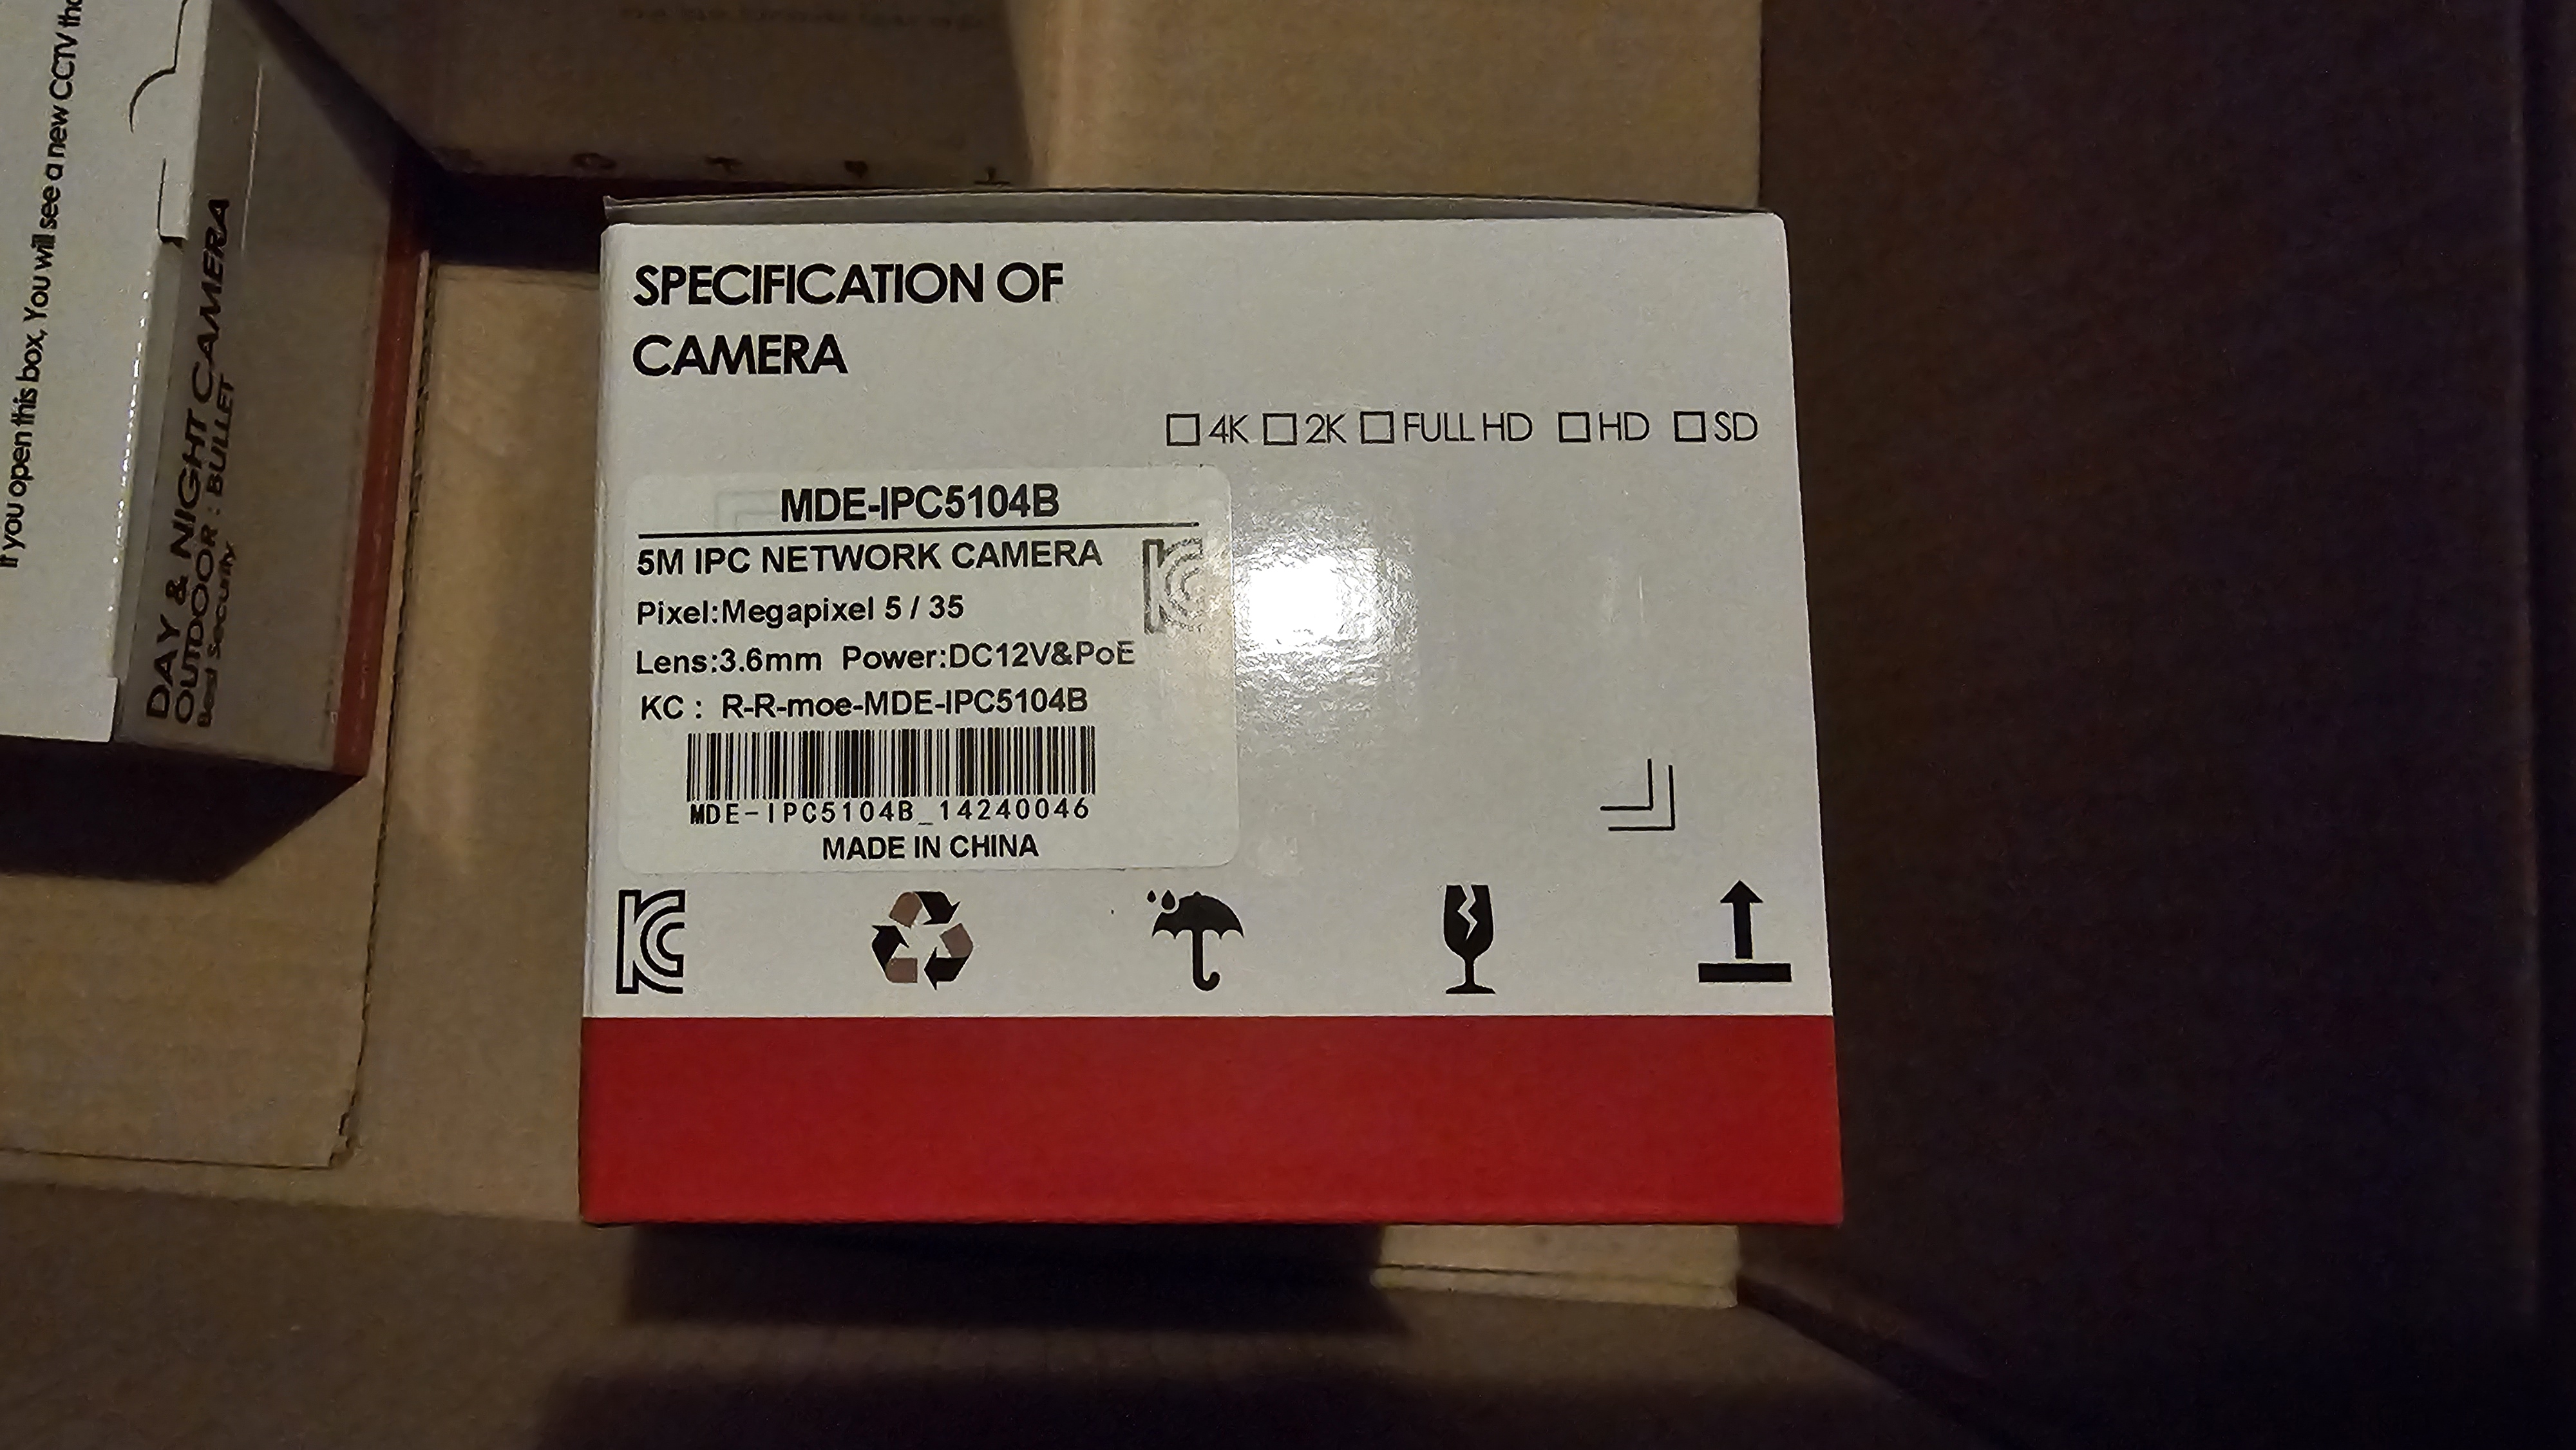 If you open this box, You will see a new CCTV
DAY & NIGHT CAMERA
OUTDOOR : BULLET
Best Security
SPECIFICATION OF
CAMERA
4K 2K FULL HD HD SD
MDE-IPC5104B
5M IPC NETWORK CAMERA
Pixel:Megapixel 5 / 35
Lens:3.6mm Power:DC12V&PoE
KC : R-R-moe-MDE-IPC5104B
MDE-IPC5104B_14240046
MADE IN CHINA